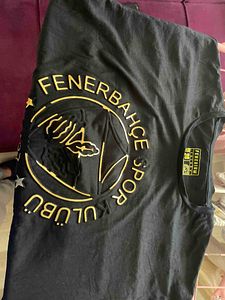 FENERBAHÇE SPOR KULÜBÜ